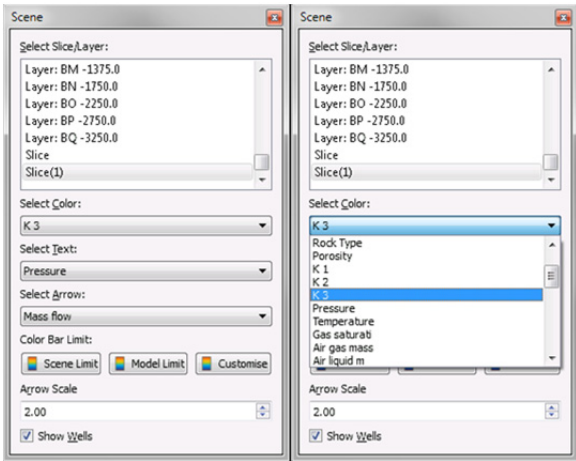 Scene
Select Slice/Layer:
Layer: BM -1375.0
Layer: BN -1750.0
Layer: BO -2250.0
Layer: BP -2750.0
Layer: BQ -3250.0
Slice
Slice(1)
Select Color:
K 3
Select Text:
Pressure
Select Arrow:
Mass flow
Color Bar Limit:
Scene Limit Model Limit Customise
Arrow Scale
2.00
Show Wells
Scene
Select Slice/Layer:
Layer: BM -1375.0
Layer: BN -1750.0
Layer: BO -2250.0
Layer: BP -2750.0
Layer: BQ -3250.0
Slice
Slice(1)
Select Color:
K 3
Rock Type
Porosity
K 1
K 2
K 3
Pressure
Temperature
Gas saturati
Air gas mass
Air liquid m
Arrow Scale
2.00
Show Wells